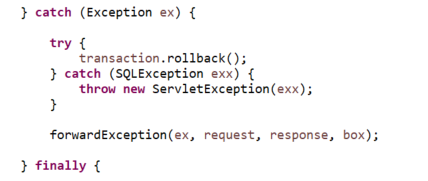 } catch (Exception ex) {
try {
transaction.rollback();
} catch (SQLException exx) {
throw new ServletException(exx);
}
forwardException(ex, request, response, box);
} finally {